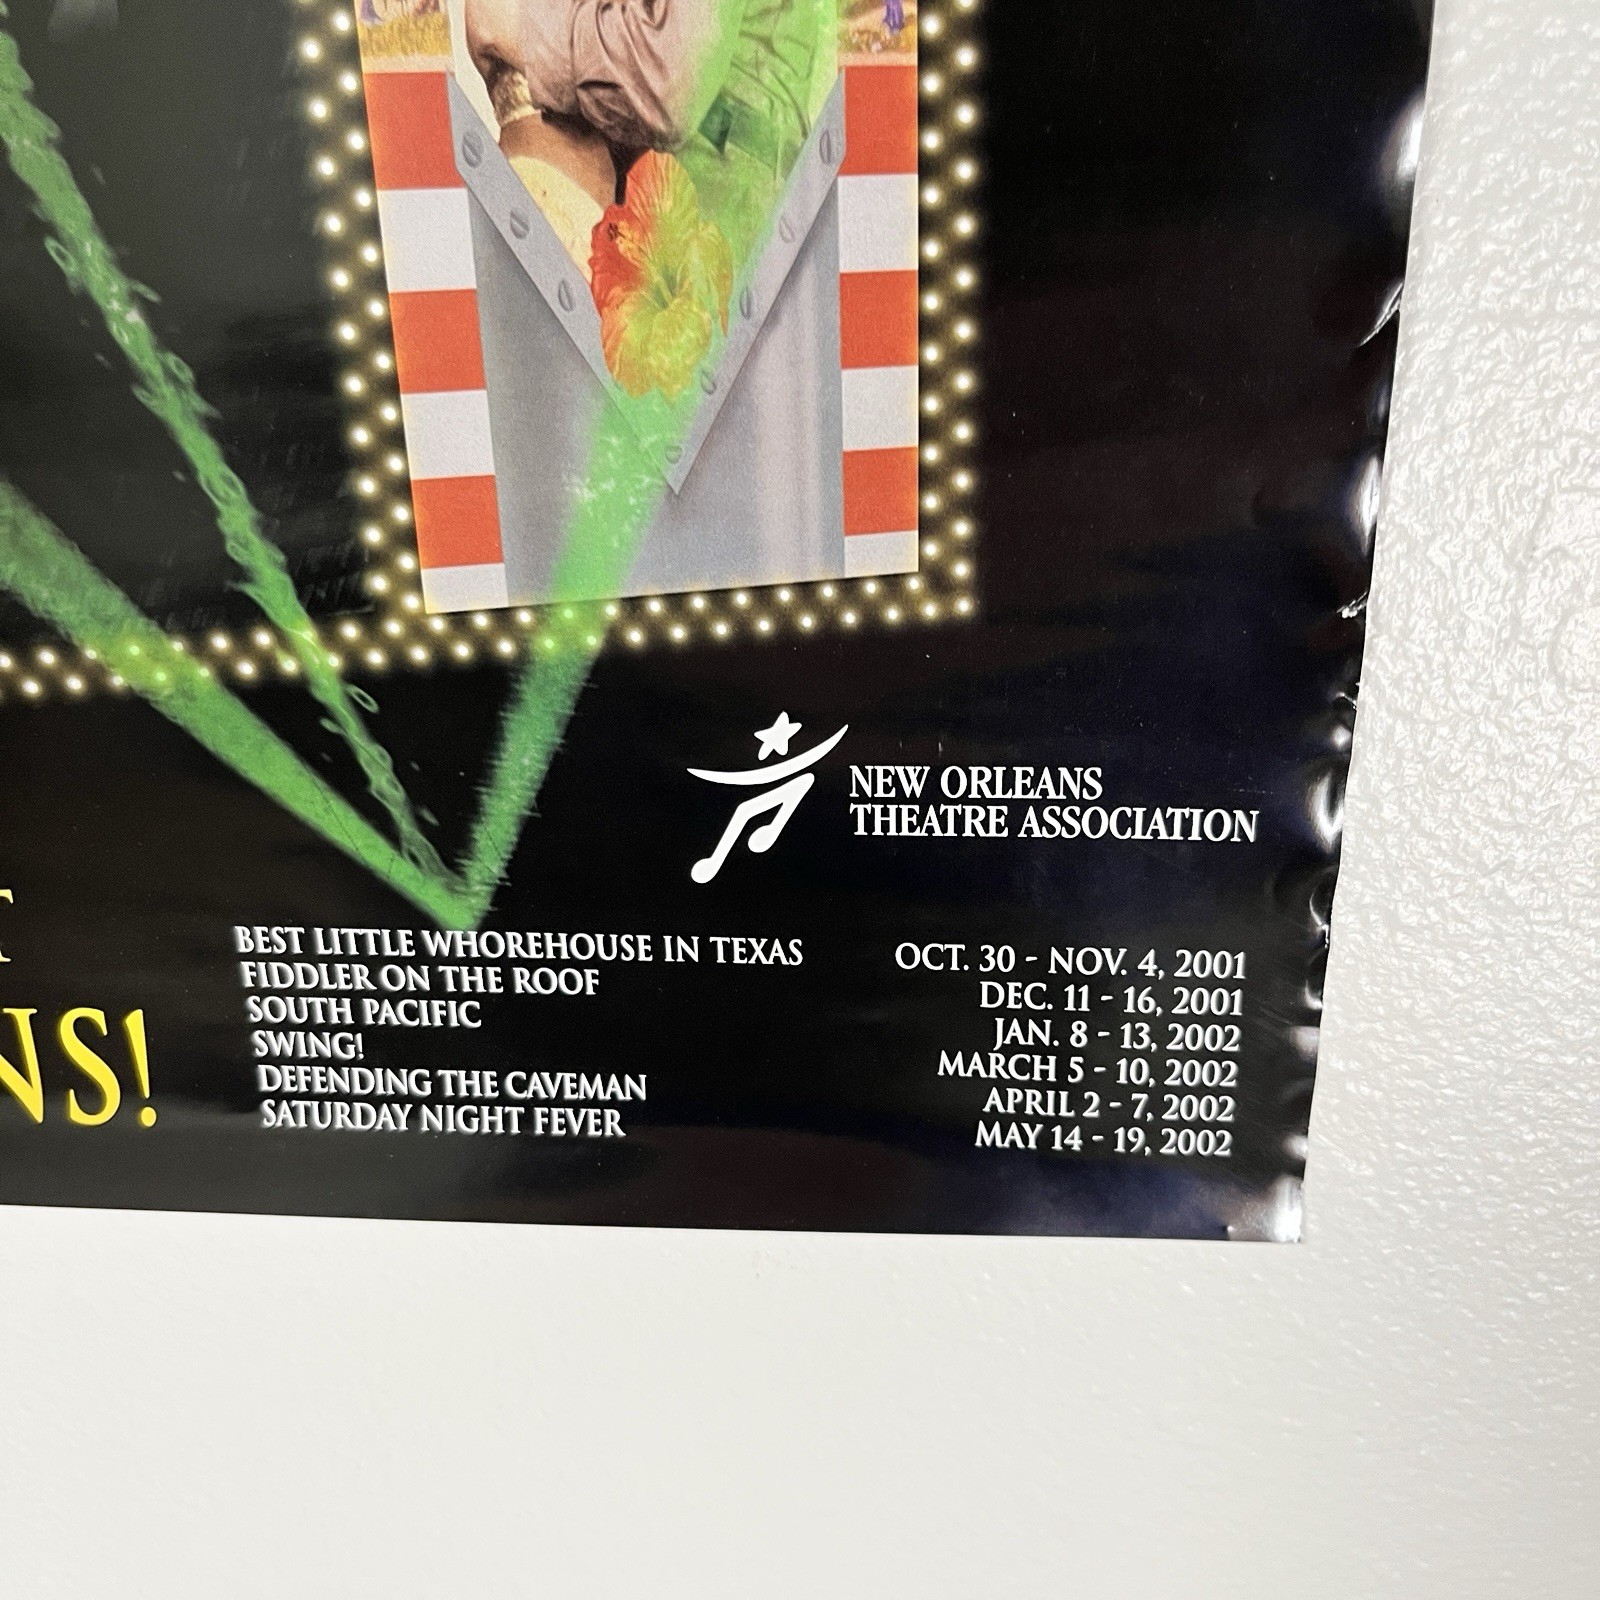 NEW ORLEANS
THEATRE ASSOCIATION
NS!
BEST LITTLE WHOREHOUSE IN TEXAS OCT. 30 - NOV. 4, 2001
FIDDLER ON THE ROOF DEC. 11 - 16, 2001
SOUTH PACIFIC JAN. 8 - 13, 2002
SWING! MARCH 5 - 10, 2002
DEFENDING THE CAVEMAN APRIL 2 - 7, 2002
SATURDAY NIGHT FEVER MAY 14 - 19, 2002